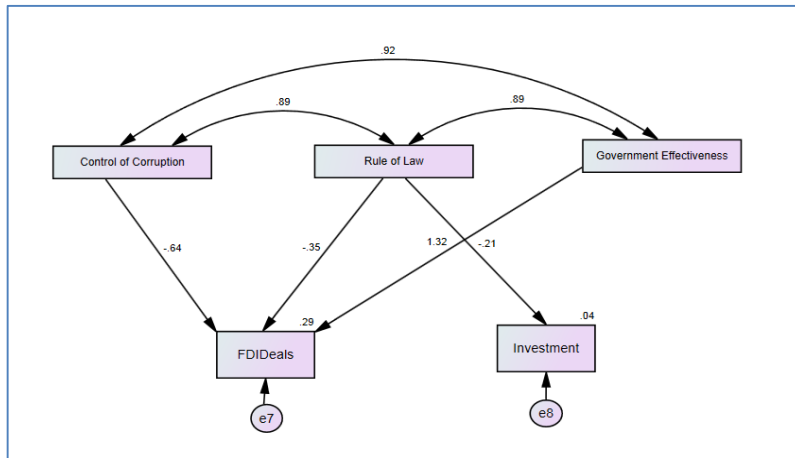 .92
.89
.89
Control of Corruption
Rule of Law
Government Effectiveness
-.64
-.35
1.32
-.21
.29
.04
FDIDeals
Investment
e7
e8